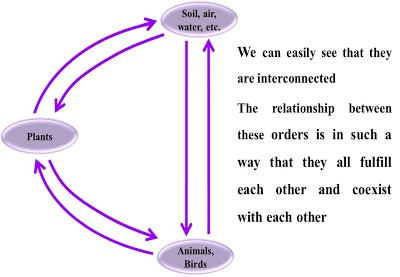 Soil, air,
water, etc.
Plants
Animals,
Birds
We can easily see that they
are interconnected
The relationship between
these orders is in such a
way that they all fulfill
each other and coexist
with each other